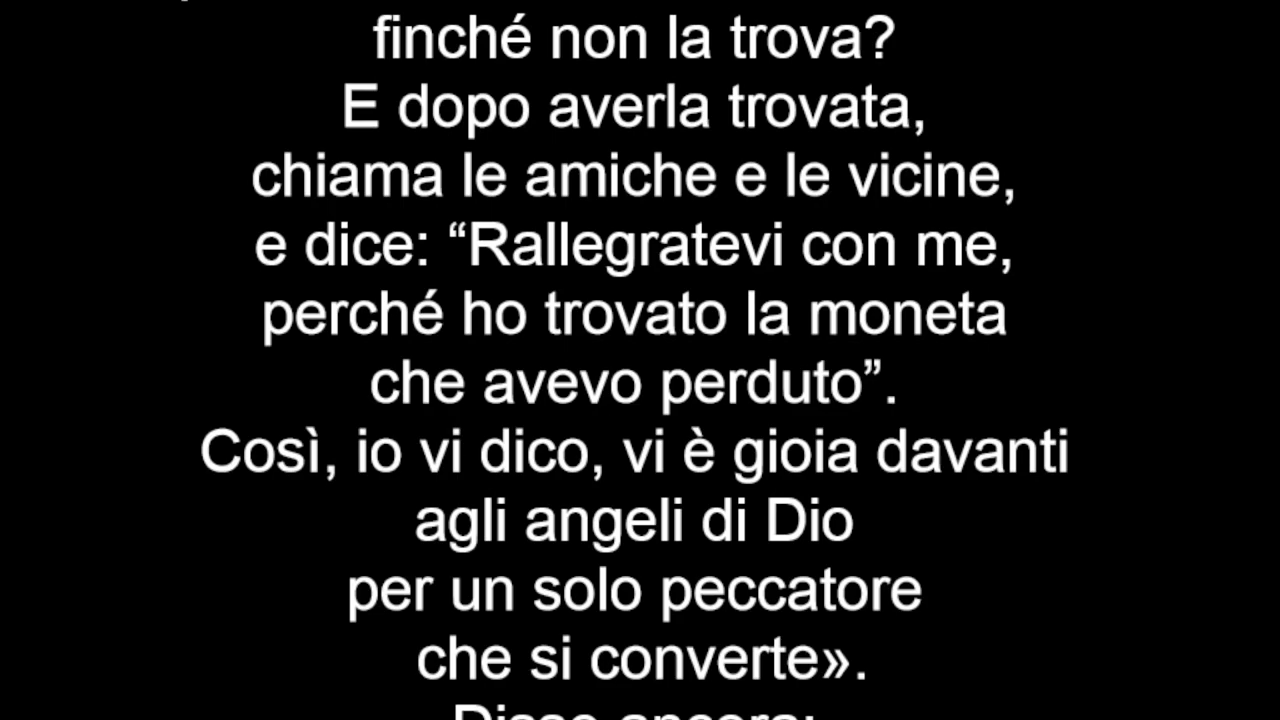 finché non la trova?
E dopo averla trovata,
chiama le amiche e le vicine,
e dice: “Rallegratevi con me,
perché ho trovato la moneta
che avevo perduto”.
Così, io vi dico, vi è gioia davanti
agli angeli di Dio
per un solo peccatore
che si converte».
Disse ancora: